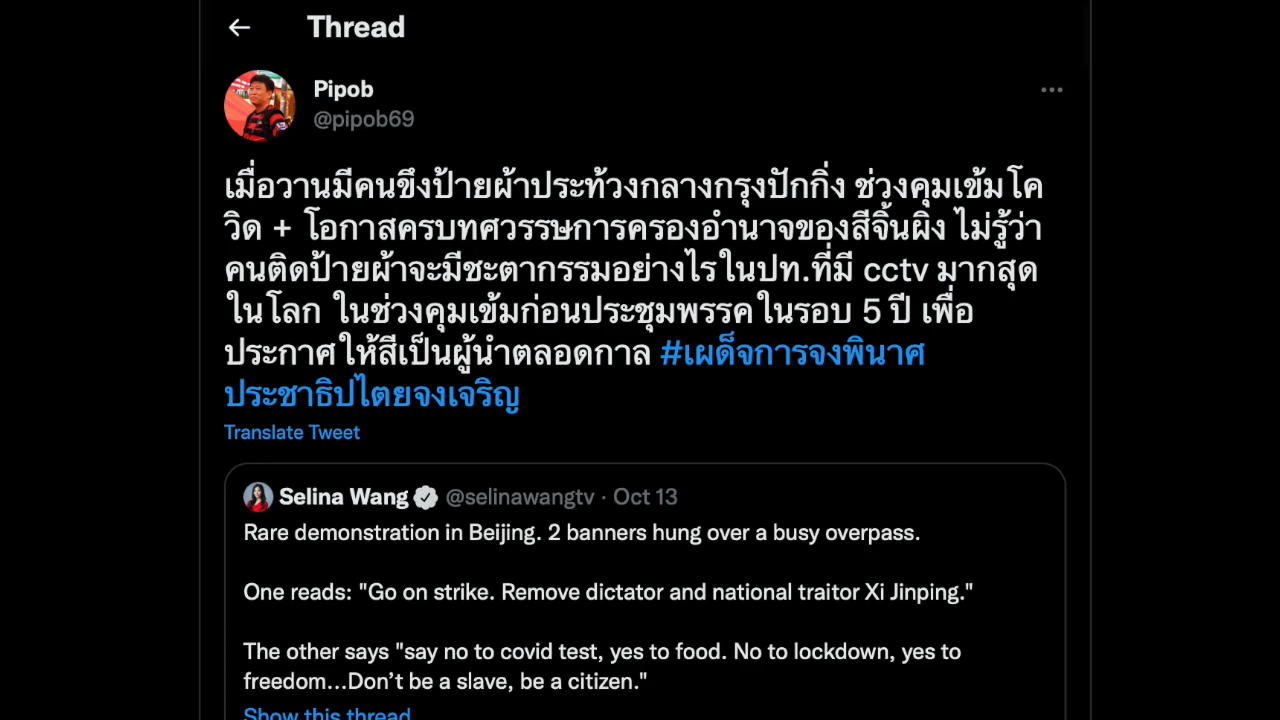 Thread
Pipob
@pipob69
เมื่อวานมีคนขึงป้ายผ้าประท้วงกลางกรุงปักกิ่ง ช่วงคุมเข้มโค
วิด + โอกาสครบทศวรรษการครองอำนาจของสีจิ้นผิง ไม่รู้ว่า
คนติดป้ายผ้าจะมีชะตากรรมอย่างไรในปท.ที่มี cctv มากสุด
ในโลก ในช่วงคุมเข้มก่อนประชุมพรรคในรอบ 5 ปี เพื่อ
ประกาศให้สีเป็นผู้นำตลอดกาล #เผด็จการจงพินาศ
ประชาธิปไตยจงเจริญ
Translate Tweet
Selina Wang @selinawangtv · Oct 13
Rare demonstration in Beijing. 2 banners hung over a busy overpass.
One reads: "Go on strike. Remove dictator and national traitor Xi Jinping."
The other says "say no to covid test, yes to food. No to lockdown, yes to
freedom...Don’t be a slave, be a citizen."
Show this thread